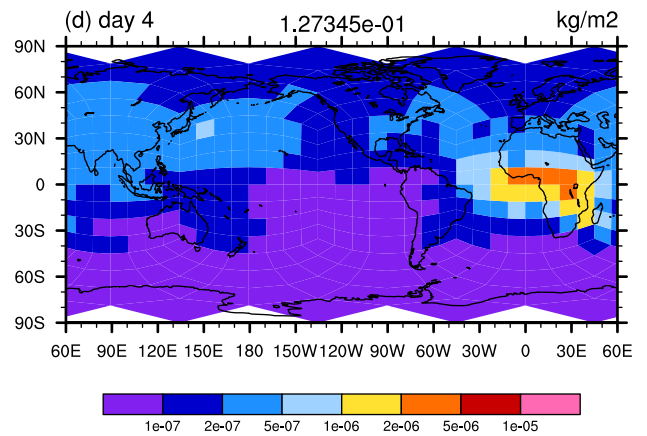 (d) day 4 1.27345e-01 kg/m2
90N
60N
30N
0
30S
60S
90S
60E 90E 120E 150E 180 150W 120W 90W 60W 30W 0 30E 60E
1e-07 2e-07 5e-07 1e-06 2e-06 5e-06 1e-05